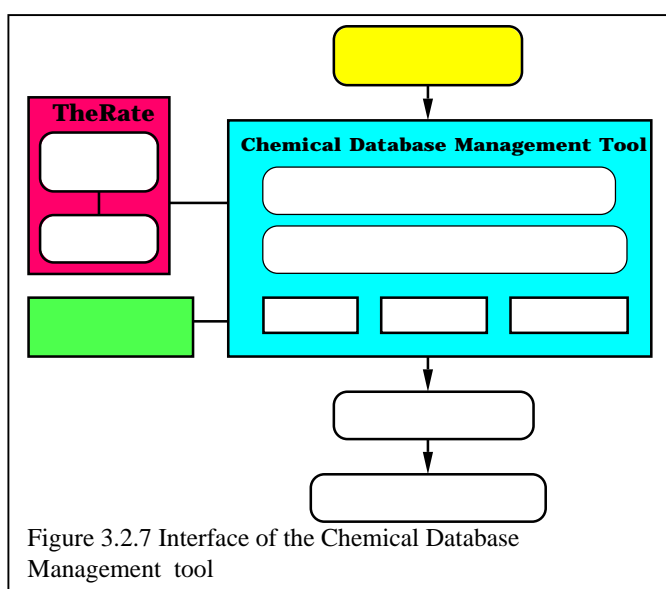 TheRate
Chemical Database Management Tool
Figure 3.2.7 Interface of the Chemical Database
Management tool